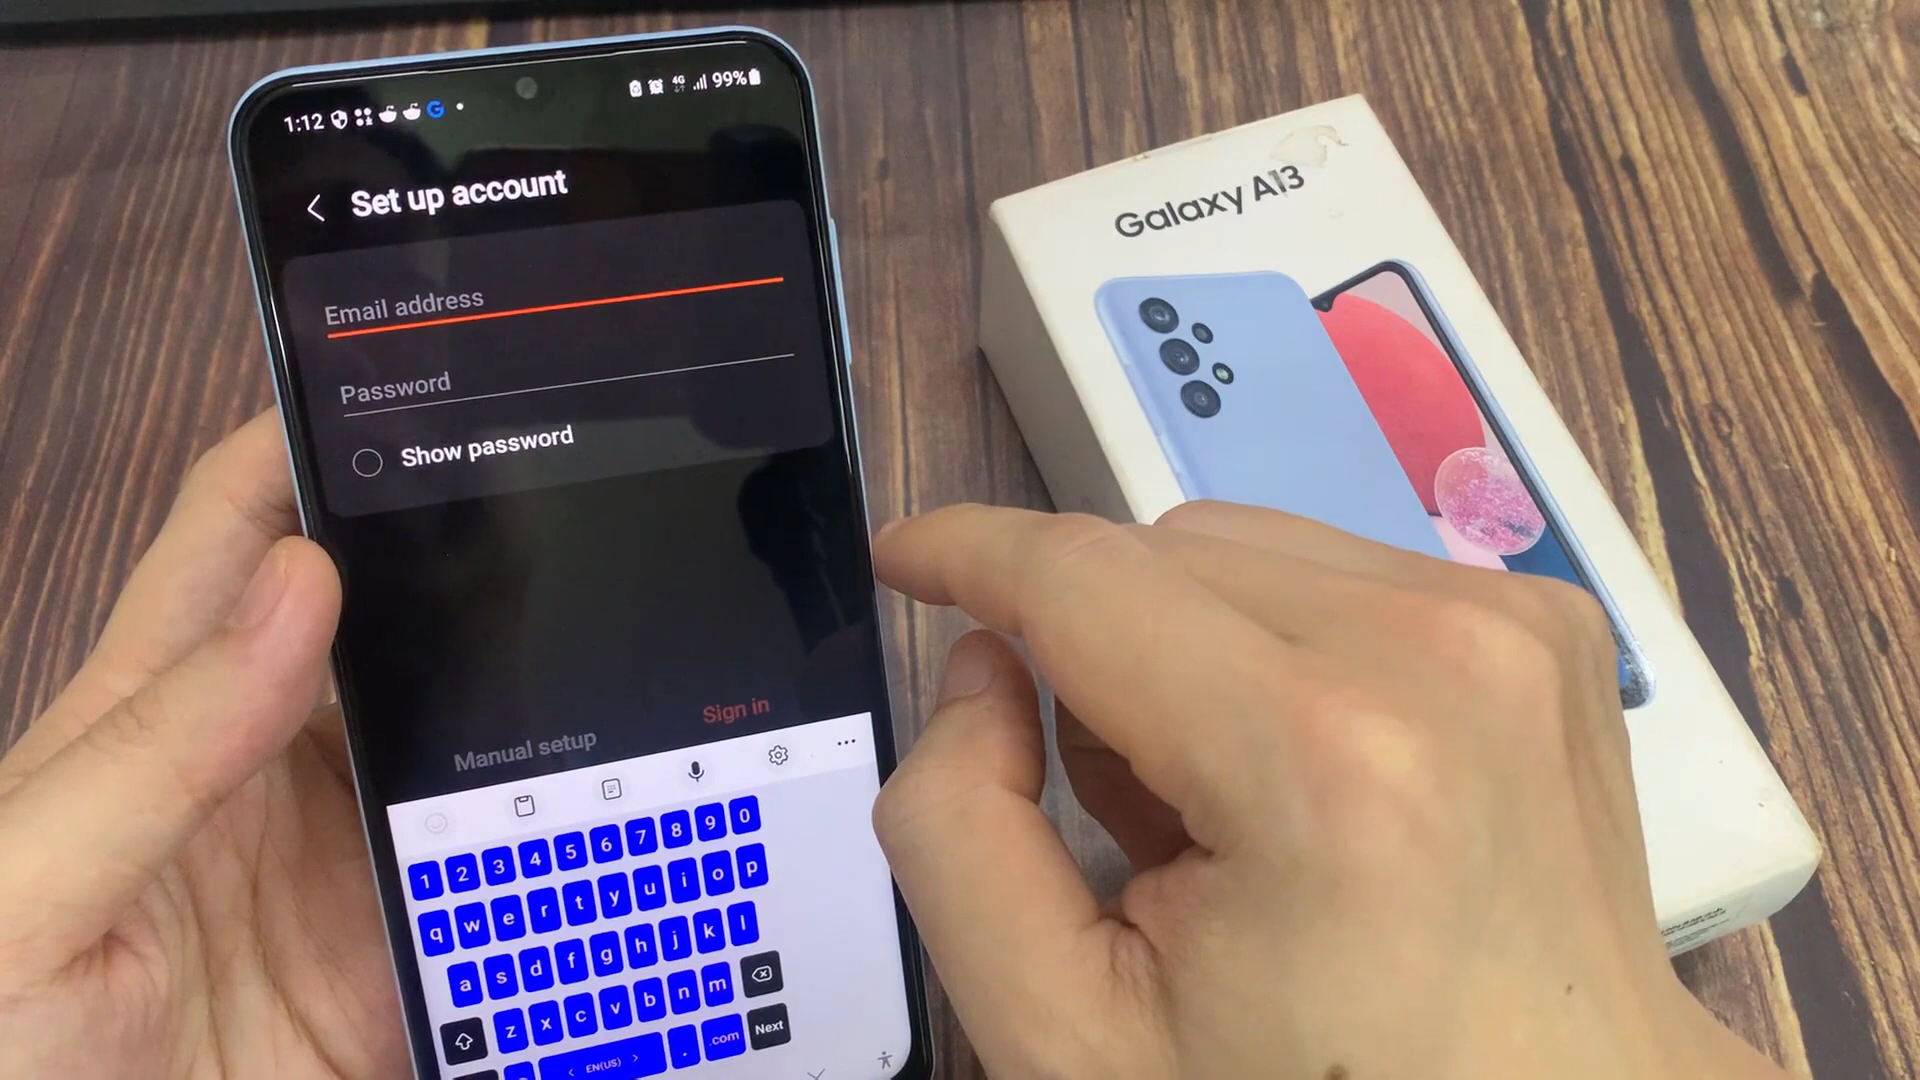 1:12 G 4G 99%
Set up account
Email address
Password
Show password
Sign in
Manual setup
1 2 3 4 5 6 7 8 9 0
q w e r t y u i o p
a s d f g h j k l
z x c v b n m
< EN(US) > . .com Next
Galaxy A13